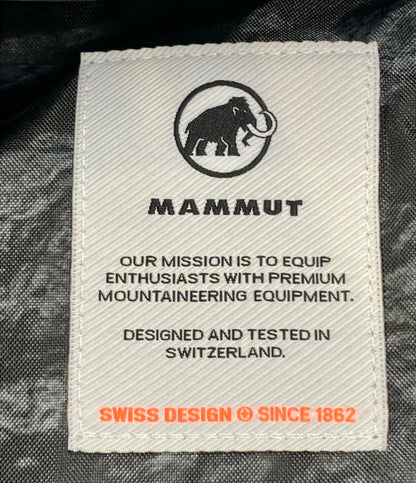 MAMMUT
OUR MISSION IS TO EQUIP
ENTHUSIASTS WITH PREMIUM
MOUNTAINEERING EQUIPMENT.
DESIGNED AND TESTED IN
SWITZERLAND.
SWISS DESIGN SINCE 1862